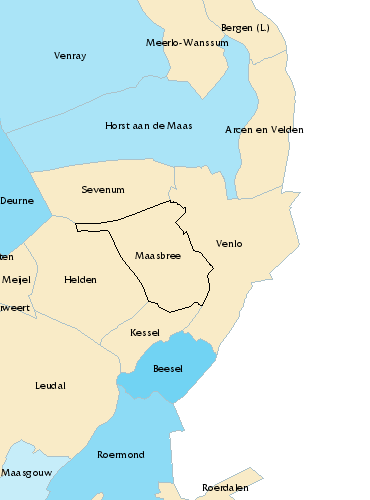 Bergen (L)
Meerlo-Wanssum
Venray
Horst aan de Maas
Arcen en Velden
Sevenum
Deurne
Venlo
Maasbree
ten
Meijel
Helden
weert
Kessel
Beesel
Leudal
Roermond
Maasgouw
Roerdalen